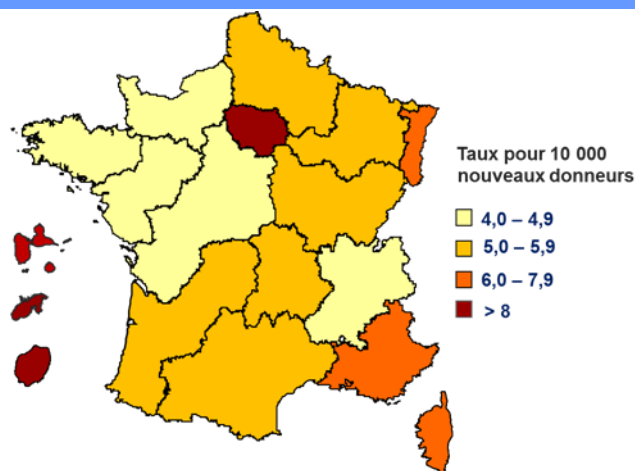 Taux pour 10 000
nouveaux donneurs
4,0 – 4,9
5,0 – 5,9
6,0 – 7,9
> 8